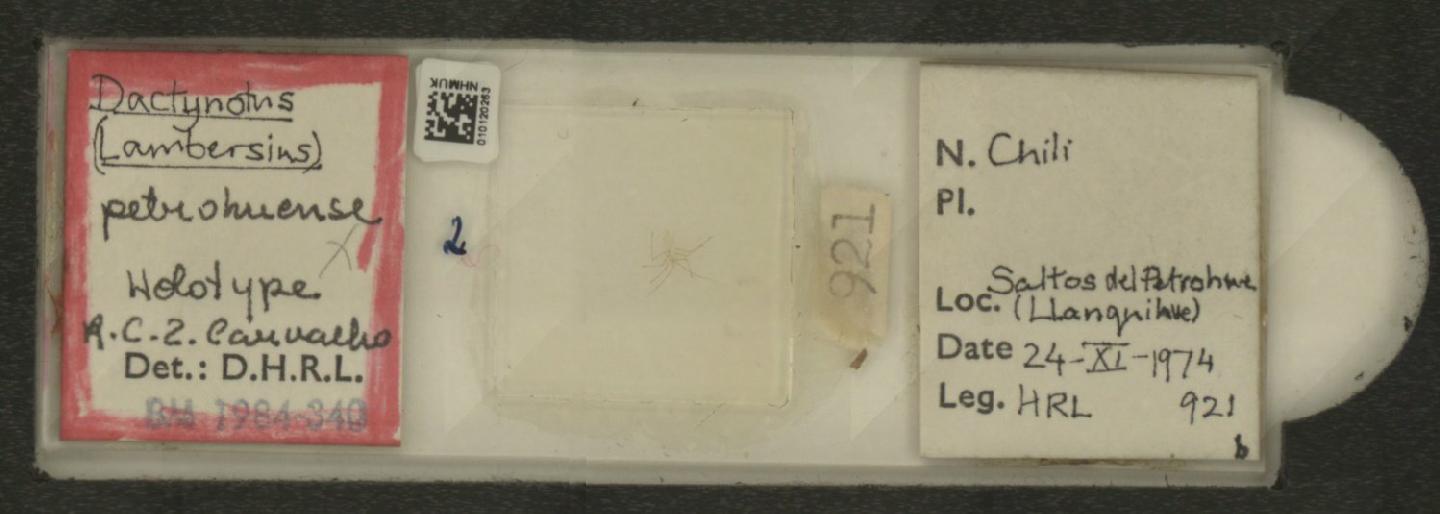 Dactynotus
(Lambersius)
petrohuense
Holotype
R.C.Z. Carvalho
Det.: D.H.R.L.
BM 1984-340
NHMUK
010120263
2
921
N. Chili
Pl.
Saltos del Petrohue
Loc. (Llanquihue)
Date 24-XI-1974
Leg. HRL 921
b